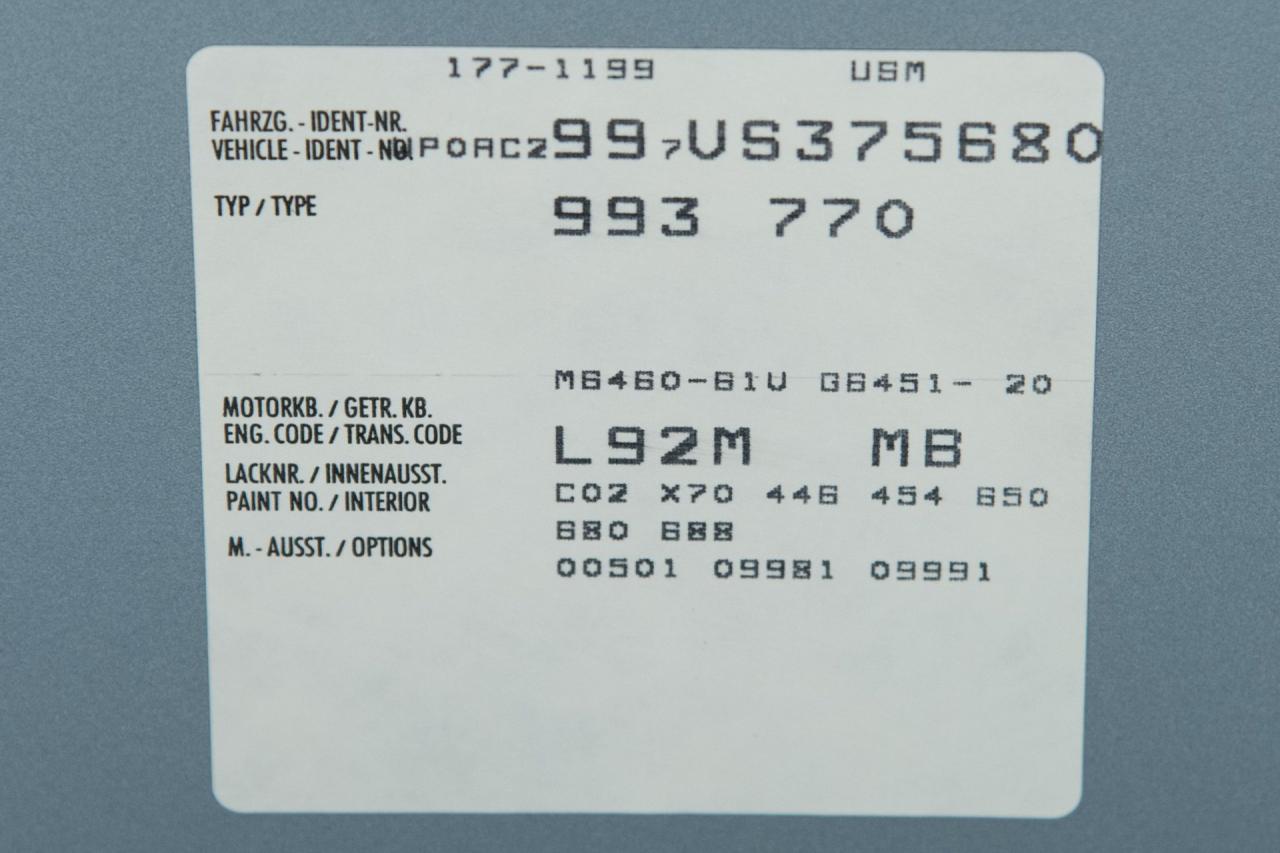 177-1199 USM
FAHRZG. - IDENT-NR.
VEHICLE - IDENT - NO. WP0AC2997VS375680
TYP / TYPE 993 770
M6460-61U G6451- 20
MOTORKB. / GETR. KB.
ENG. CODE / TRANS. CODE L92M MB
LACKNR. / INNENAUSST.
PAINT NO. / INTERIOR C02 X70 446 454 650
680 688
M. - AUSST. / OPTIONS
00501 09981 09991